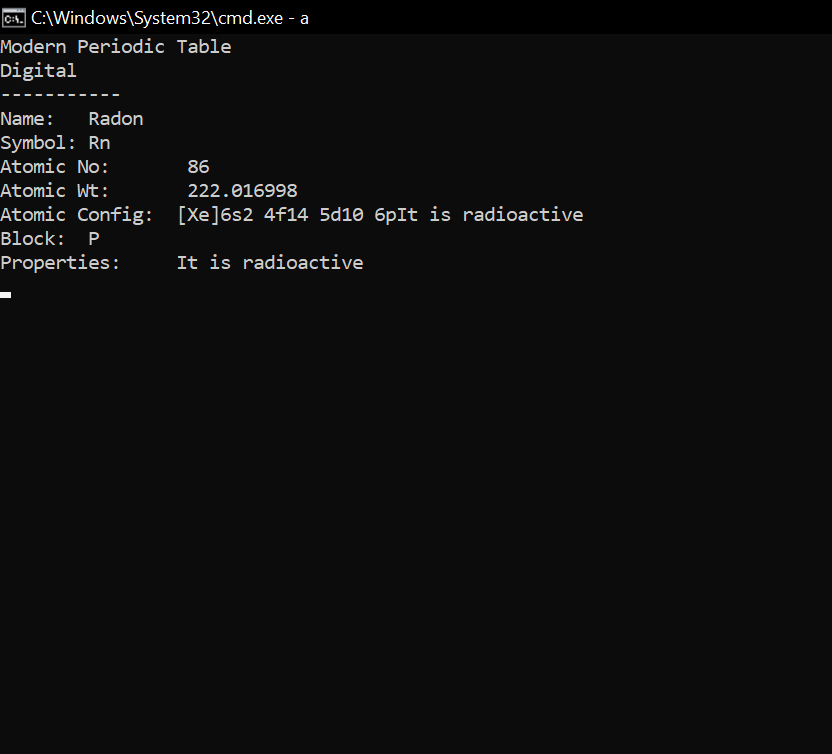 C:\Windows\System32\cmd.exe - a
Modern Periodic Table
Digital
-----------
Name:   Radon
Symbol: Rn
Atomic No:       86
Atomic Wt:       222.016998
Atomic Config:  [Xe]6s2 4f14 5d10 6pIt is radioactive
Block:  P
Properties:     It is radioactive